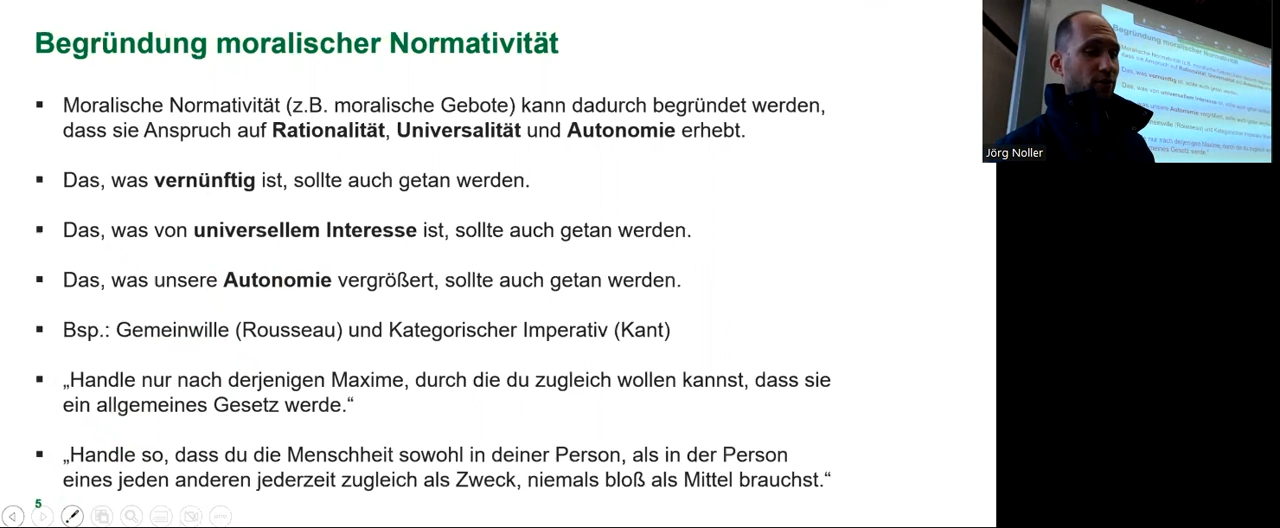 Begründung moralischer Normativität
▪ Moralische Normativität (z.B. moralische Gebote) kann dadurch begründet werden,
dass sie Anspruch auf Rationalität, Universalität und Autonomie erhebt.
▪ Das, was vernünftig ist, sollte auch getan werden.
▪ Das, was von universellem Interesse ist, sollte auch getan werden.
▪ Das, was unsere Autonomie vergrößert, sollte auch getan werden.
▪ Bsp.: Gemeinwille (Rousseau) und Kategorischer Imperativ (Kant)
▪ „Handle nur nach derjenigen Maxime, durch die du zugleich wollen kannst, dass sie
ein allgemeines Gesetz werde.“
▪ „Handle so, dass du die Menschheit sowohl in deiner Person, als in der Person
eines jeden anderen jederzeit zugleich als Zweck, niemals bloß als Mittel brauchst.“
5
Jörg Noller